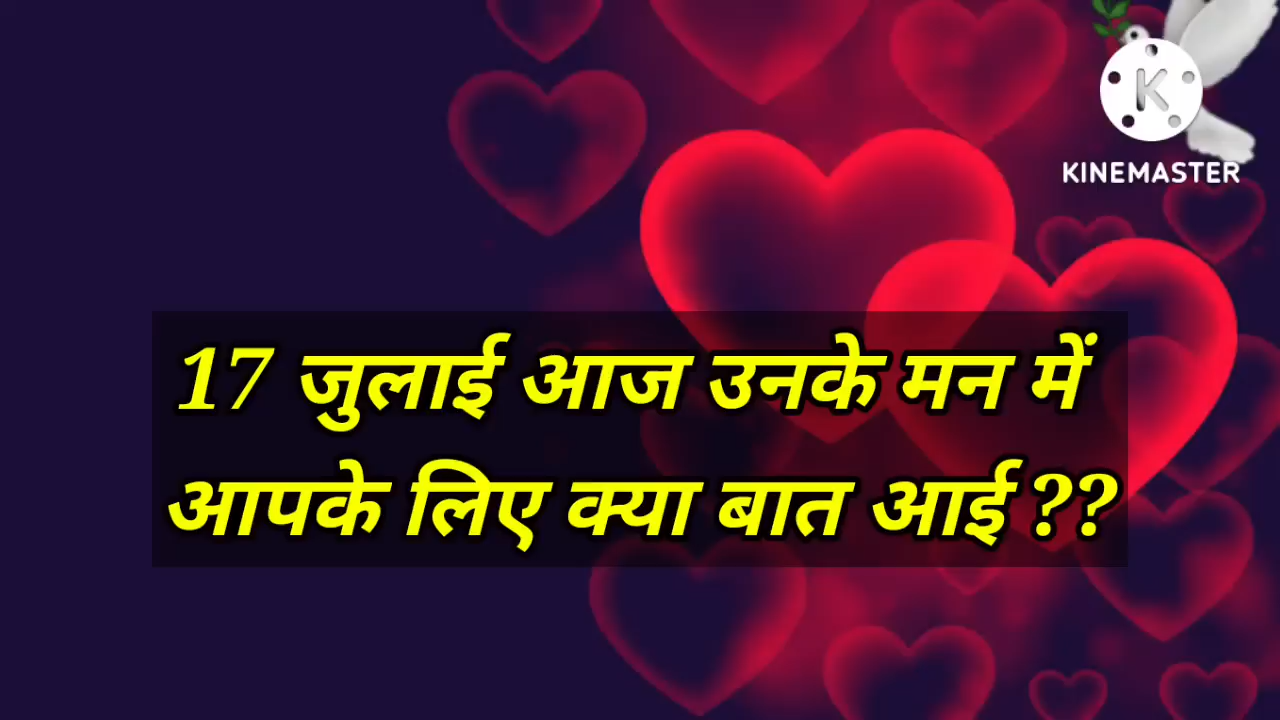 K
KINEMASTER
17 जुलाई आज उनके मन में
आपके लिए क्या बात आई ??